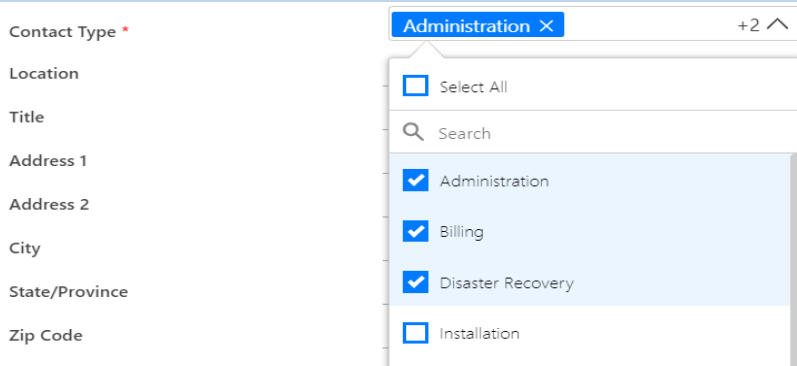 Contact Type *
Administration ×
+2
Location
Select All
Title
Search
Address 1
Administration
Address 2
Billing
City
State/Province
Disaster Recovery
Zip Code
Installation